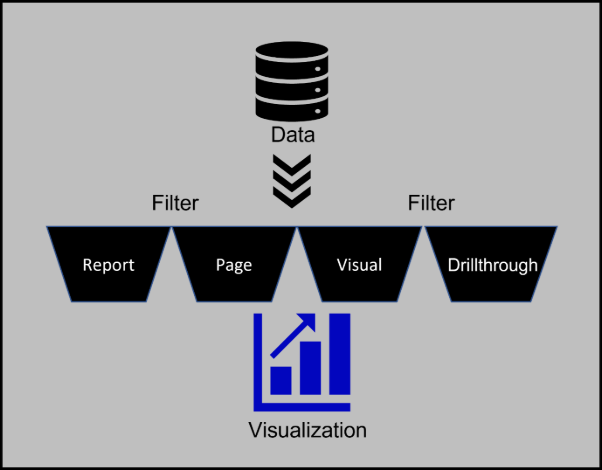 Data
Filter
Filter
Report
Page
Visual
Drillthrough
Visualization